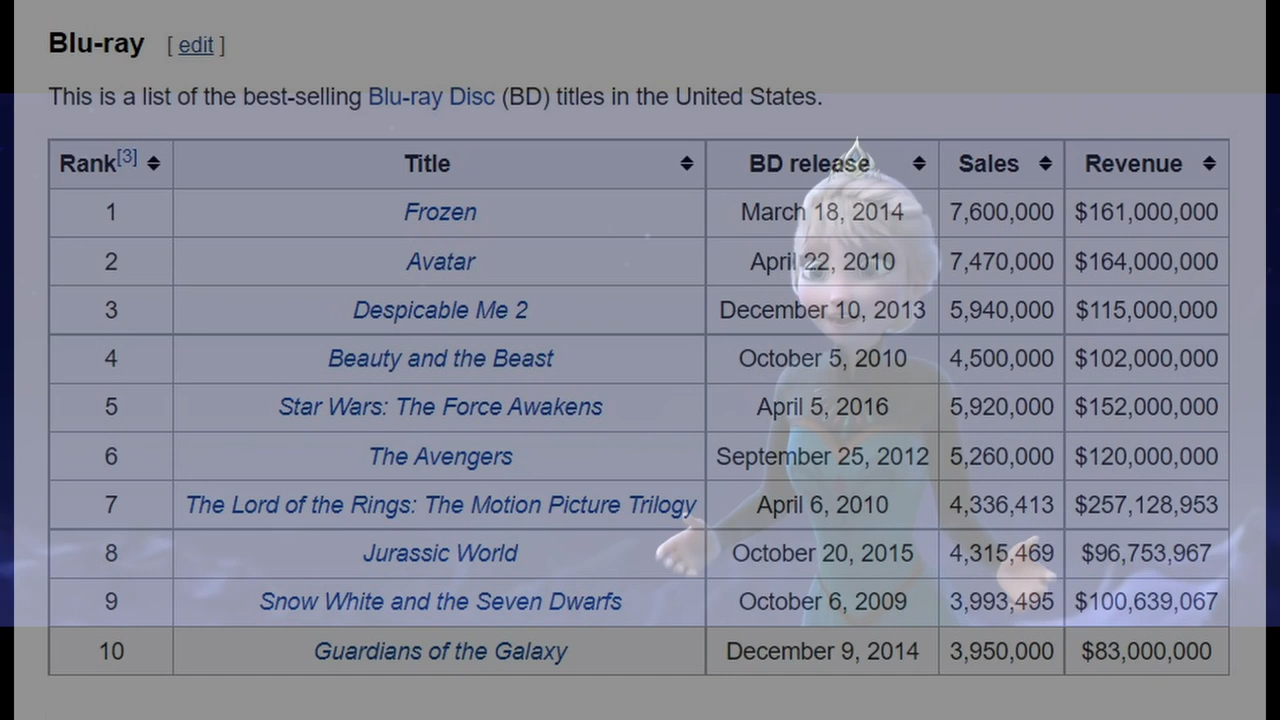 Blu-ray [ edit ]
This is a list of the best-selling Blu-ray Disc (BD) titles in the United States.
Rank[3] Title BD release Sales Revenue
1 Frozen March 18, 2014 7,600,000 $161,000,000
2 Avatar April 22, 2010 7,470,000 $164,000,000
3 Despicable Me 2 December 10, 2013 5,940,000 $115,000,000
4 Beauty and the Beast October 5, 2010 4,500,000 $102,000,000
5 Star Wars: The Force Awakens April 5, 2016 5,920,000 $152,000,000
6 The Avengers September 25, 2012 5,260,000 $120,000,000
7 The Lord of the Rings: The Motion Picture Trilogy April 6, 2010 4,336,413 $257,128,953
8 Jurassic World October 20, 2015 4,315,469 $96,753,967
9 Snow White and the Seven Dwarfs October 6, 2009 3,993,495 $100,639,067
10 Guardians of the Galaxy December 9, 2014 3,950,000 $83,000,000